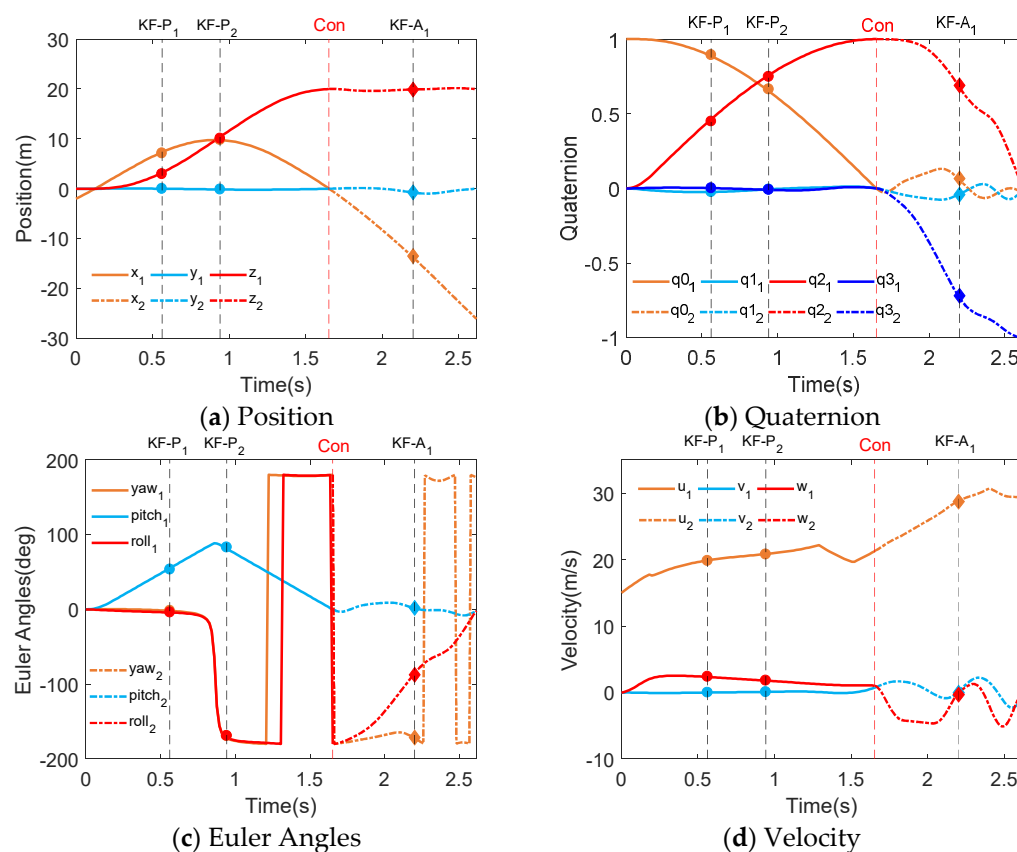 KF-P1 KF-P2 Con KF-A1
30
20
10
0
-10
-20
-30
Position(m)
x1 y1 z1
x2 y2 z2
0 0.5 1 1.5 2 2.5
Time(s)
(a) Position
KF-P1 KF-P2 Con KF-A1
1
0.5
0
-0.5
-1
Quaternion
q01 q11 q21 q31
q02 q12 q22 q32
0 0.5 1 1.5 2 2.5
Time(s)
(b) Quaternion
KF-P1 KF-P2 Con KF-A1
200
100
0
-100
-200
Euler Angles(deg)
yaw1
pitch1
roll1
yaw2
pitch2
roll2
0 0.5 1 1.5 2 2.5
Time(s)
(c) Euler Angles
KF-P1 KF-P2 Con KF-A1
30
20
10
0
-10
Velocity(m/s)
u1 v1 w1
u2 v2 w2
0 0.5 1 1.5 2 2.5
Time(s)
(d) Velocity